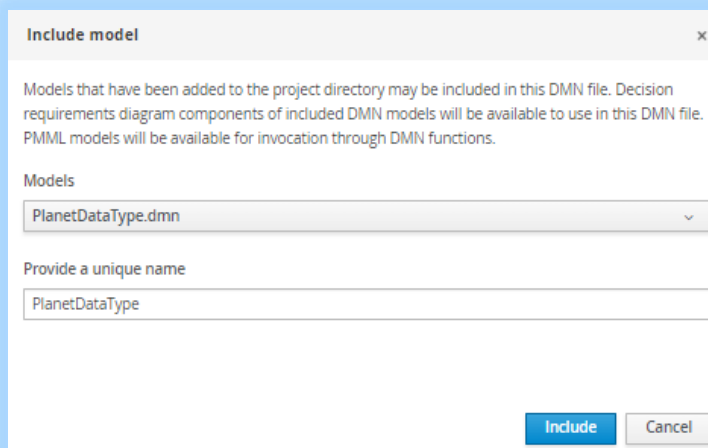 Include model
×
Models that have been added to the project directory may be included in this DMN file. Decision
requirements diagram components of included DMN models will be available to use in this DMN file.
PMML models will be available for invocation through DMN functions.
Models
PlanetDataType.dmn
Provide a unique name
PlanetDataType
Include Cancel